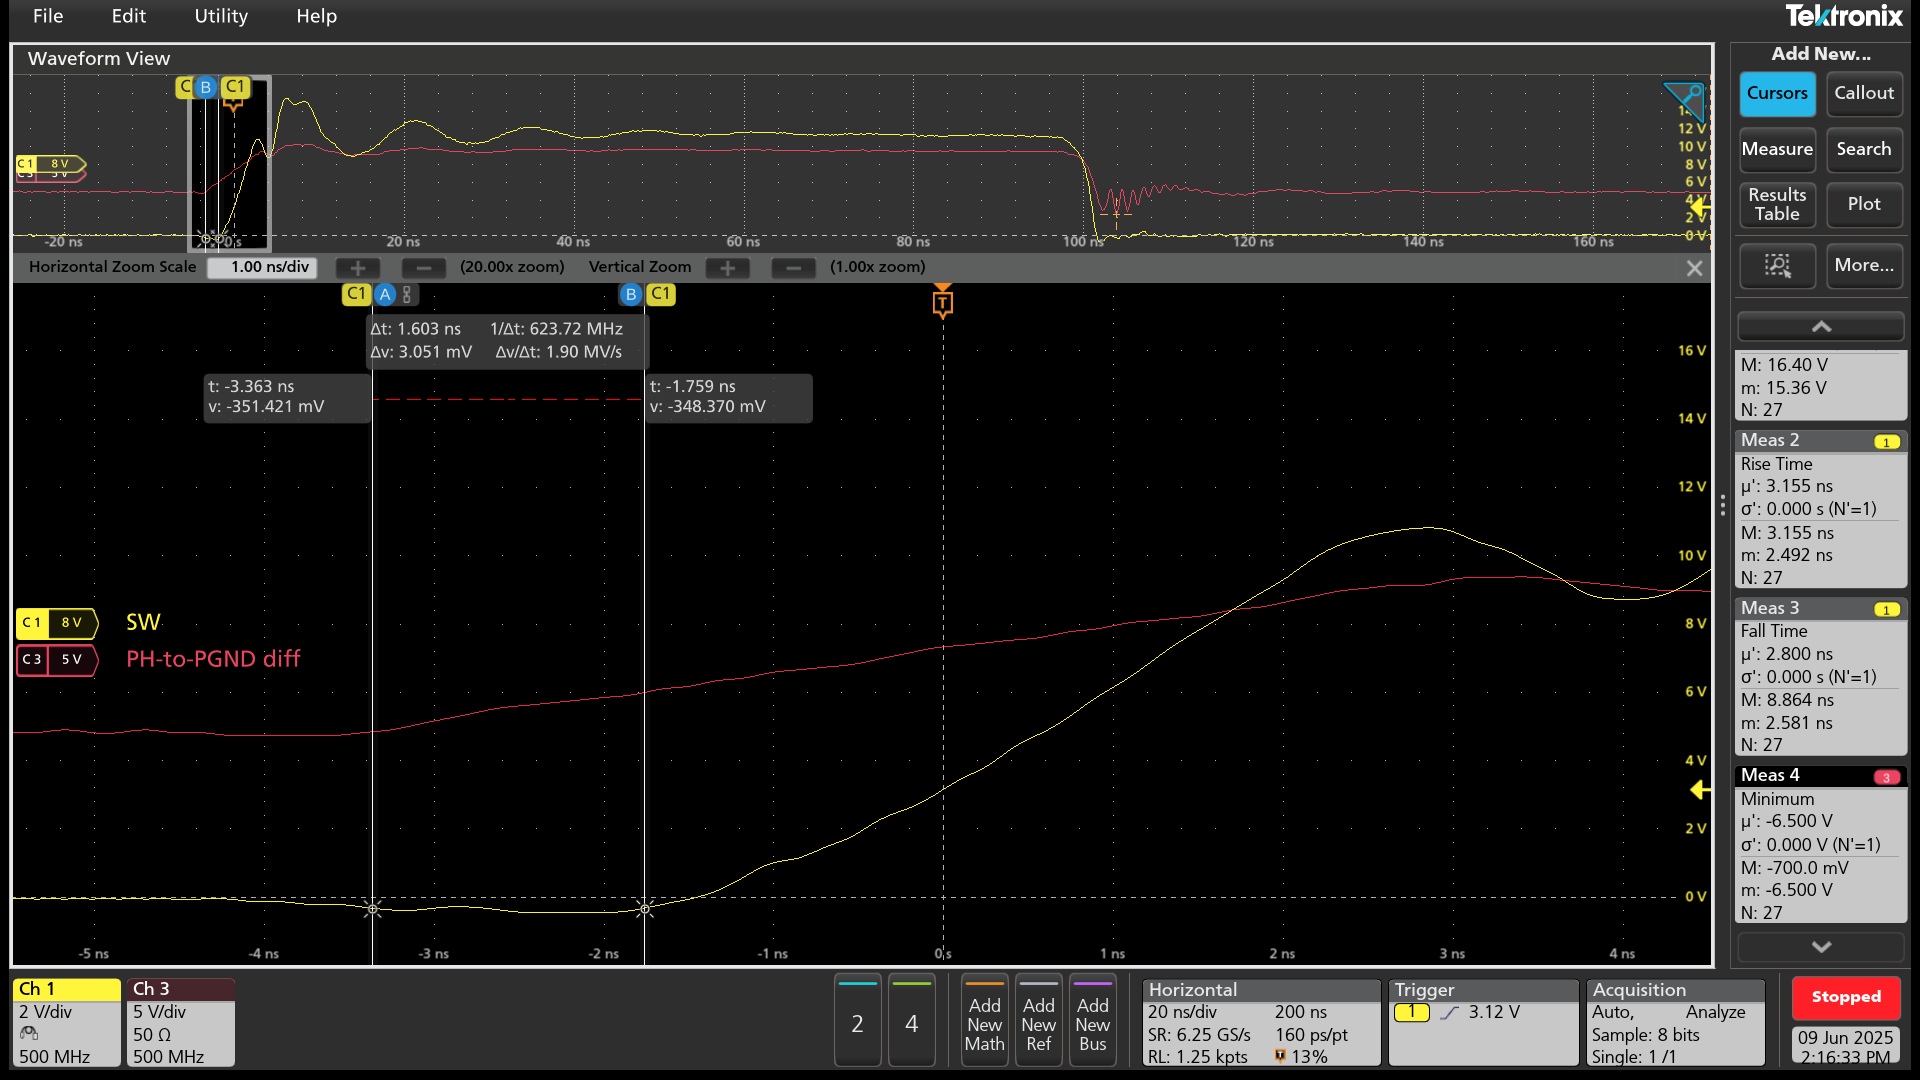 File Edit Utility Help
Tektronix
Waveform View
Add New...
C B C1
Cursors Callout
Measure Search
Results Table Plot
More...
C1 8 V
C3 5 V
12 V
10 V
8 V
6 V
4 V
2 V
0 V
-20 ns 0s 20 ns 40 ns 60 ns 80 ns 100 ns 120 ns 140 ns 160 ns
Horizontal Zoom Scale 1.00 ns/div + − (20.00x zoom) Vertical Zoom + − (1.00x zoom)
C1 A B C1 T
Δt: 1.603 ns 1/Δt: 623.72 MHz
Δv: 3.051 mV Δv/Δt: 1.90 MV/s
t: -3.363 ns
v: -351.421 mV
t: -1.759 ns
v: -348.370 mV
16 V
14 V
12 V
10 V
8 V
6 V
4 V
2 V
0 V
C1 8 V SW
C3 5 V PH-to-PGND diff
-5 ns -4 ns -3 ns -2 ns -1 ns 0s 1 ns 2 ns 3 ns 4 ns
M: 16.40 V
m: 15.36 V
N: 27
Meas 2 1
Rise Time
µ': 3.155 ns
σ': 0.000 s (N'=1)
M: 3.155 ns
m: 2.492 ns
N: 27
Meas 3 1
Fall Time
µ': 2.800 ns
σ': 0.000 s (N'=1)
M: 8.864 ns
m: 2.581 ns
N: 27
Meas 4 3
Minimum
µ': -6.500 V
σ': 0.000 V (N'=1)
M: -700.0 mV
m: -6.500 V
N: 27
Ch 1
2 V/div
500 MHz
Ch 3
5 V/div
50 Ω
500 MHz
2
4
Add
New
Math
Add
New
Ref
Add
New
Bus
Horizontal
20 ns/div 200 ns
SR: 6.25 GS/s 160 ps/pt
RL: 1.25 kpts 13%
Trigger
1 3.12 V
Acquisition
Auto, Analyze
Sample: 8 bits
Single: 1 /1
Stopped
09 Jun 2025
2:16:33 PM